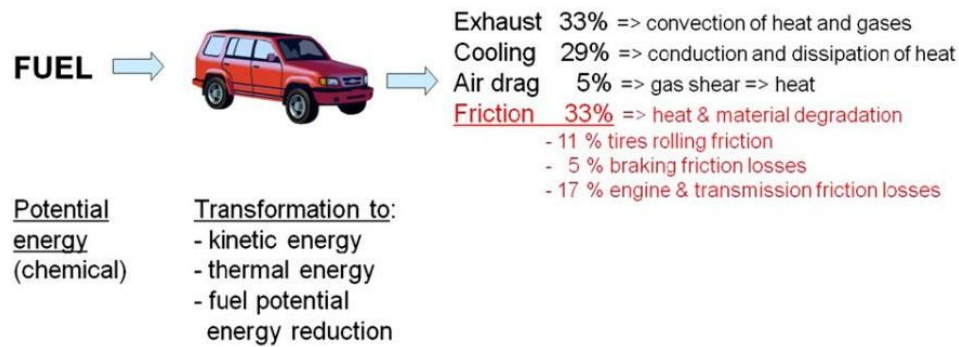 FUEL
Exhaust 33% => convection of heat and gases
Cooling 29% => conduction and dissipation of heat
Air drag 5% => gas shear => heat
Friction 33% => heat & material degradation
- 11 % tires rolling friction
- 5 % braking friction losses
- 17 % engine & transmission friction losses
Potential
energy
(chemical)
Transformation to:
- kinetic energy
- thermal energy
- fuel potential
energy reduction